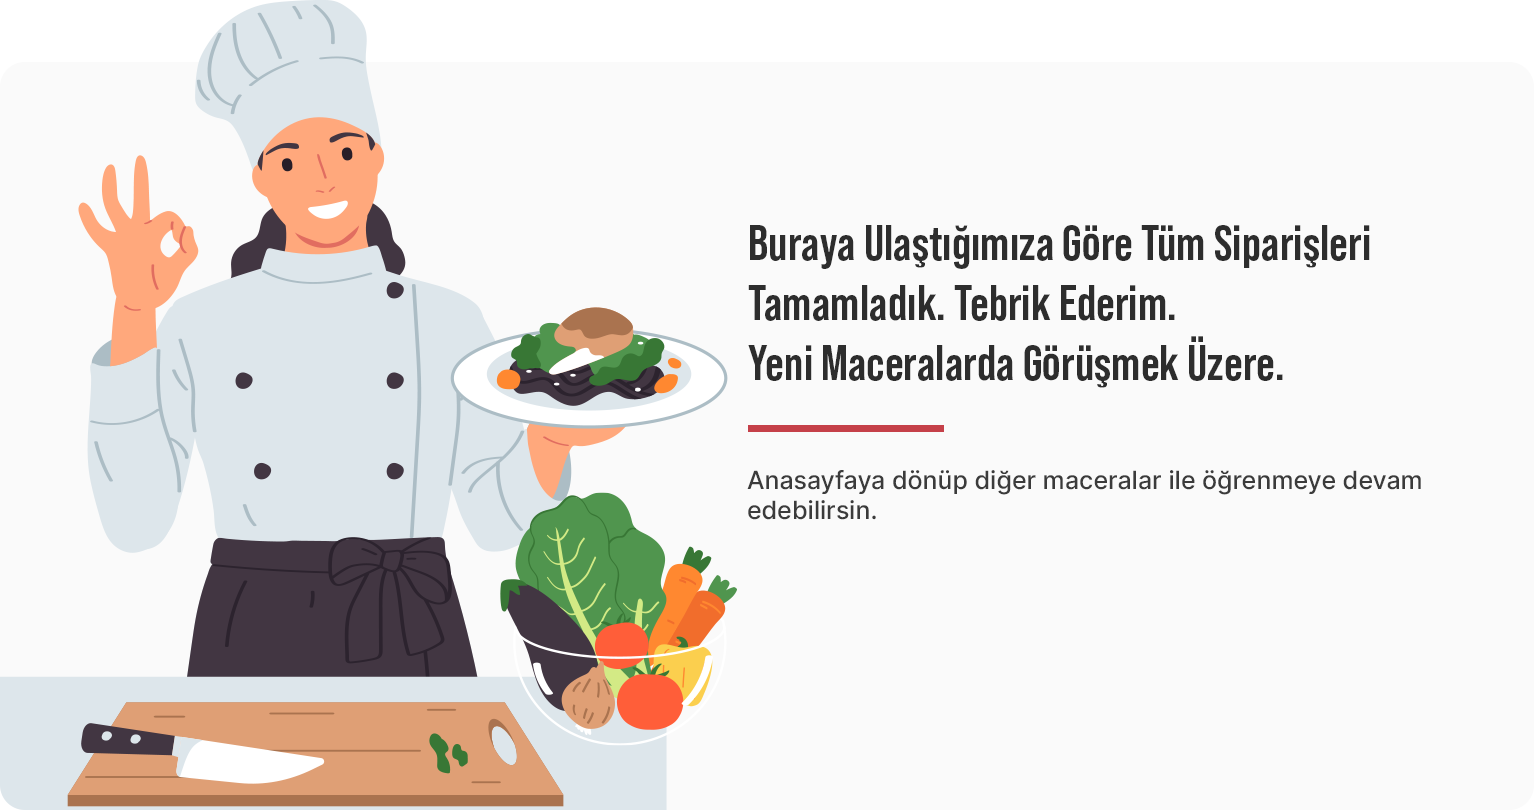 Buraya Ulaştığımıza Göre Tüm Siparişleri
Tamamladık. Tebrik Ederim.
Yeni Maceralarda Görüşmek Üzere.
Anasayfaya dönüp diğer maceralar ile öğrenmeye devam
edebilirsin.